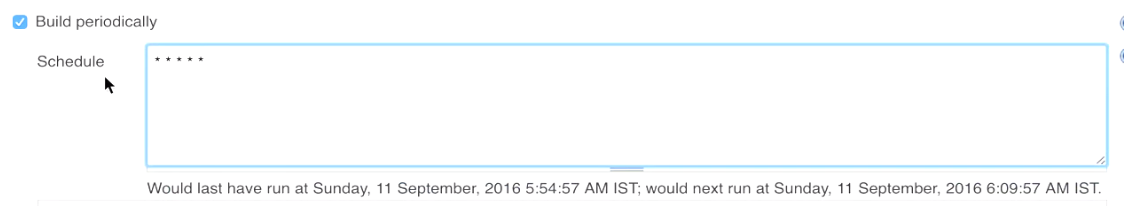 Build periodically
Schedule
* * * * *
Would last have run at Sunday, 11 September, 2016 5:54:57 AM IST; would next run at Sunday, 11 September, 2016 6:09:57 AM IST.